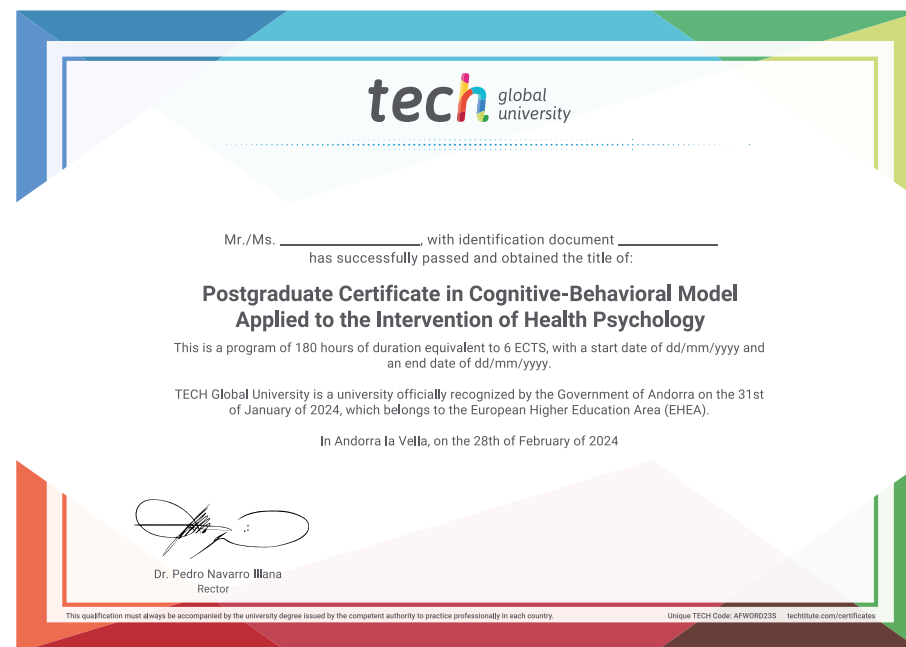 tech global university
Mr./Ms. ____________________, with identification document ______________
has successfully passed and obtained the title of:
Postgraduate Certificate in Cognitive-Behavioral Model
Applied to the Intervention of Health Psychology
This is a program of 180 hours of duration equivalent to 6 ECTS, with a start date of dd/mm/yyyy and
an end date of dd/mm/yyyy.
TECH Global University is a university officially recognized by the Government of Andorra on the 31st
of January of 2024, which belongs to the European Higher Education Area (EHEA).
In Andorra la Vella, on the 28th of February of 2024
Dr. Pedro Navarro Illana
Rector
This qualification must always be accompanied by the university degree issued by the competent authority to practice professionally in each country.
Unique TECH Code: AFWORD23S techtitute.com/certificates